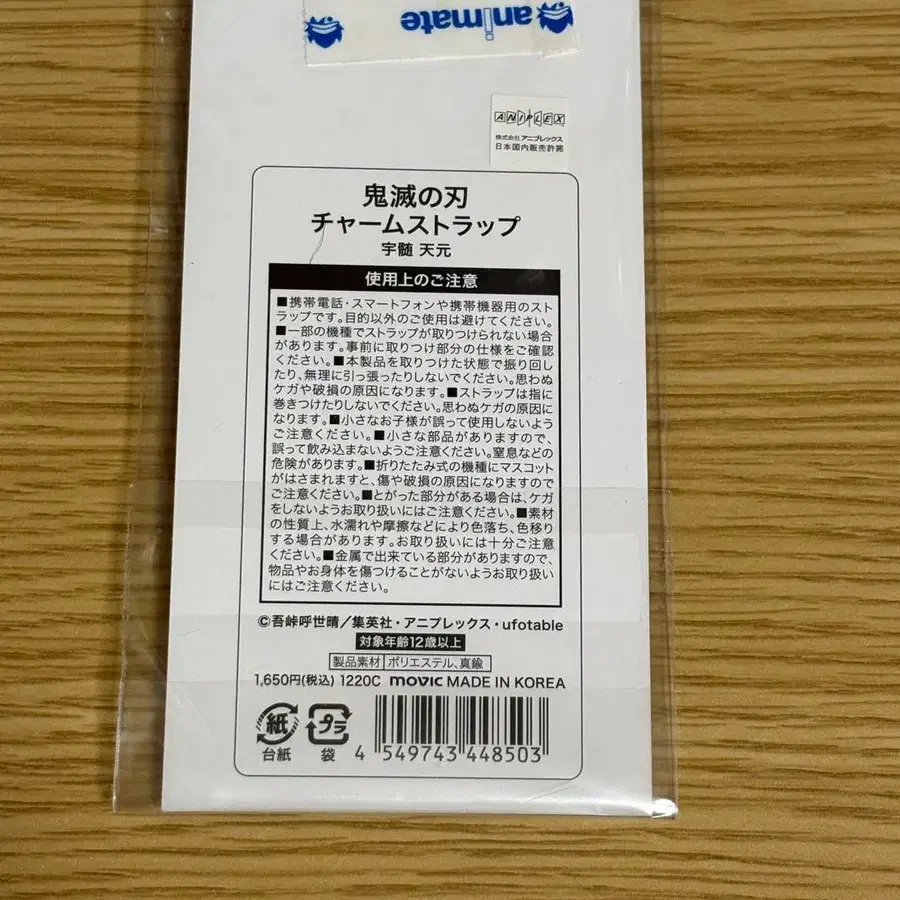 animate
ANIPLEX
株式会社 アニプレックス
日本国内販売許諾
鬼滅の刃
チャームストラップ
宇髄 天元
使用上のご注意
■携帯電話・スマートフォンや携帯機器用のスト
ラップです。目的以外のご使用は避けてください。
■一部の機種でストラップが取りつけられない場合
があります。事前に取りつけ部分の仕様をご確認
ください。■本製品を取りつけた状態で振り回し
たり、無理に引っ張ったりしないでください。思わぬ
ケガや破損の原因になります。■ストラップは指に
巻きつけたりしないでください。思わぬケガの原因に
なります。■小さなお子様が誤って使用しないよう
ご注意ください。■小さな部品がありますので、
誤って飲み込まないようご注意ください。窒息などの
危険があります。■折りたたみ式の機種にマスコット
がはさまれますと、傷や破損の原因になりますので
ご注意ください。■とがった部分がある場合は、ケガ
をしないようお取り扱いにはご注意ください。■素材
の性質上、水濡れや摩擦などにより色落ち、色移り
する場合があります。お取り扱いには十分ご注意
ください。■金属で出来ている部分がありますので、
物品やお身体を傷つけることがないようお取り扱い
にはご注意ください。
©吾峠呼世晴／集英社・アニプレックス・ufotable
対象年齢12歳以上
製品素材 ポリエステル、真鍮
1,650円(税込) 1220C movic MADE IN KOREA
紙 プラ
台紙 袋
4 549743 448503